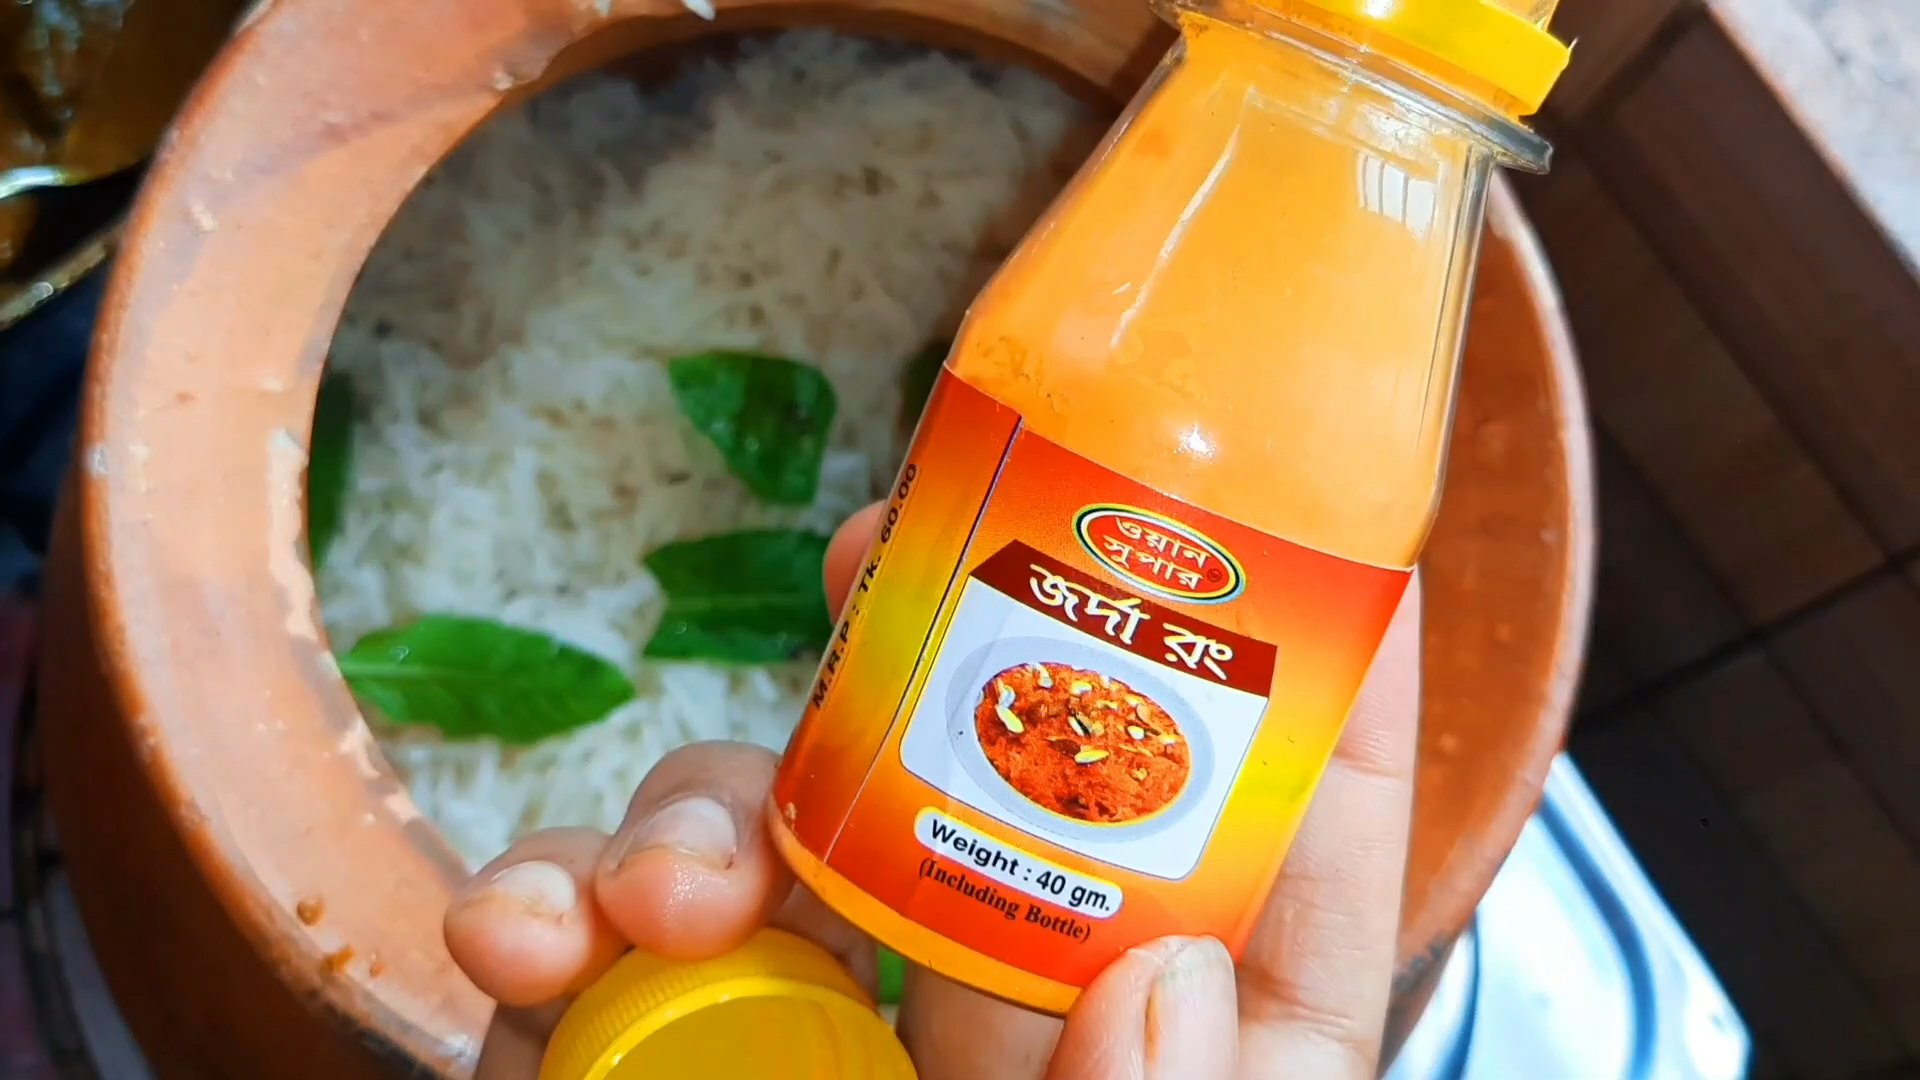 ওয়ান
সুপার
জর্দ্দা রং
M.R.P : Tk. 60.00
Weight : 40 gm.
(Including Bottle)